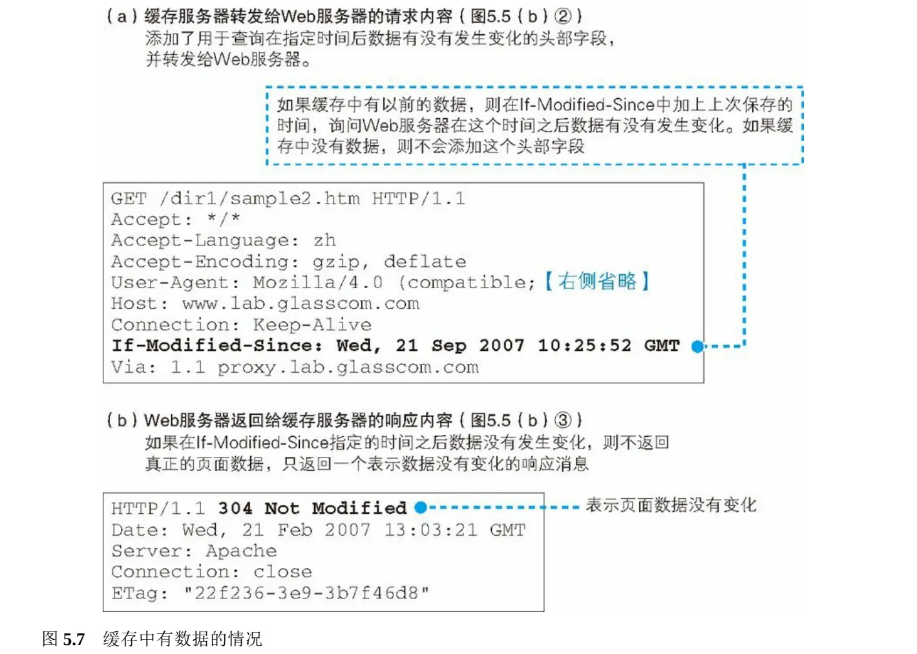 (a)缓存服务器转发给Web服务器的请求内容(图5.5(b)②)
添加了用于查询在指定时间后数据有没有发生变化的头部字段，
并转发给Web服务器。
如果缓存中有以前的数据，则在If-Modified-Since中加上上次保存的
时间，询问Web服务器在这个时间之后数据有没有发生变化。如果缓
存中没有数据，则不会添加这个头部字段
GET /dir1/sample2.htm HTTP/1.1
Accept: */*
Accept-Language: zh
Accept-Encoding: gzip, deflate
User-Agent: Mozilla/4.0 (compatible;【右侧省略】
Host: www.lab.glasscom.com
Connection: Keep-Alive
If-Modified-Since: Wed, 21 Sep 2007 10:25:52 GMT
Via: 1.1 proxy.lab.glasscom.com
(b)Web服务器返回给缓存服务器的响应内容(图5.5(b)③)
如果在If-Modified-Since指定的时间之后数据没有发生变化，则不返回
真正的页面数据，只返回一个表示数据没有变化的响应消息
HTTP/1.1 304 Not Modified
表示页面数据没有变化
Date: Wed, 21 Feb 2007 13:03:21 GMT
Server: Apache
Connection: close
ETag: "22f236-3e9-3b7f46d8"
图 5.7 缓存中有数据的情况